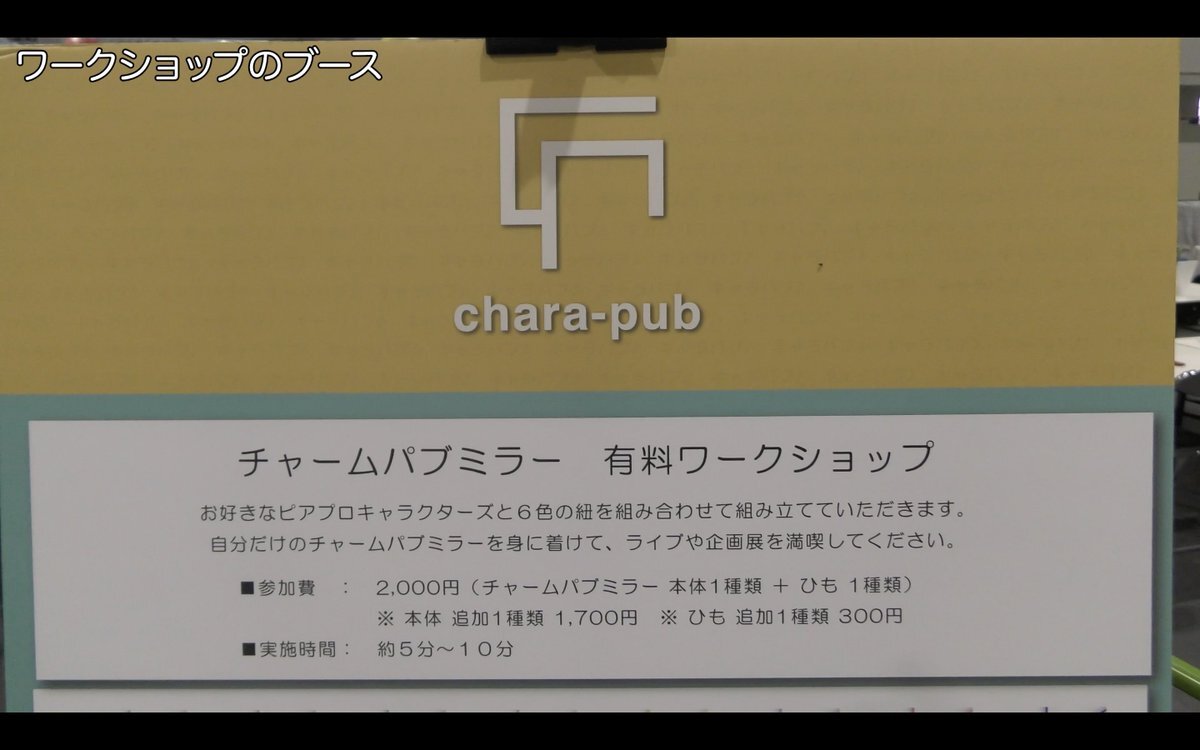 ワークショップのブース
chara-pub
チャームパブミラー 有料ワークショップ
お好きなピアプロキャラクターズと6色の紐を組み合わせて組み立てていただきます。
自分だけのチャームパブミラーを身に着けて、ライブや企画展を満喫してください。
■参加費 : 2,000円(チャームパブミラー 本体1種類 + ひも 1種類)
※ 本体 追加1種類 1,700円 ※ ひも 追加1種類 300円
■実施時間: 約5分～10分